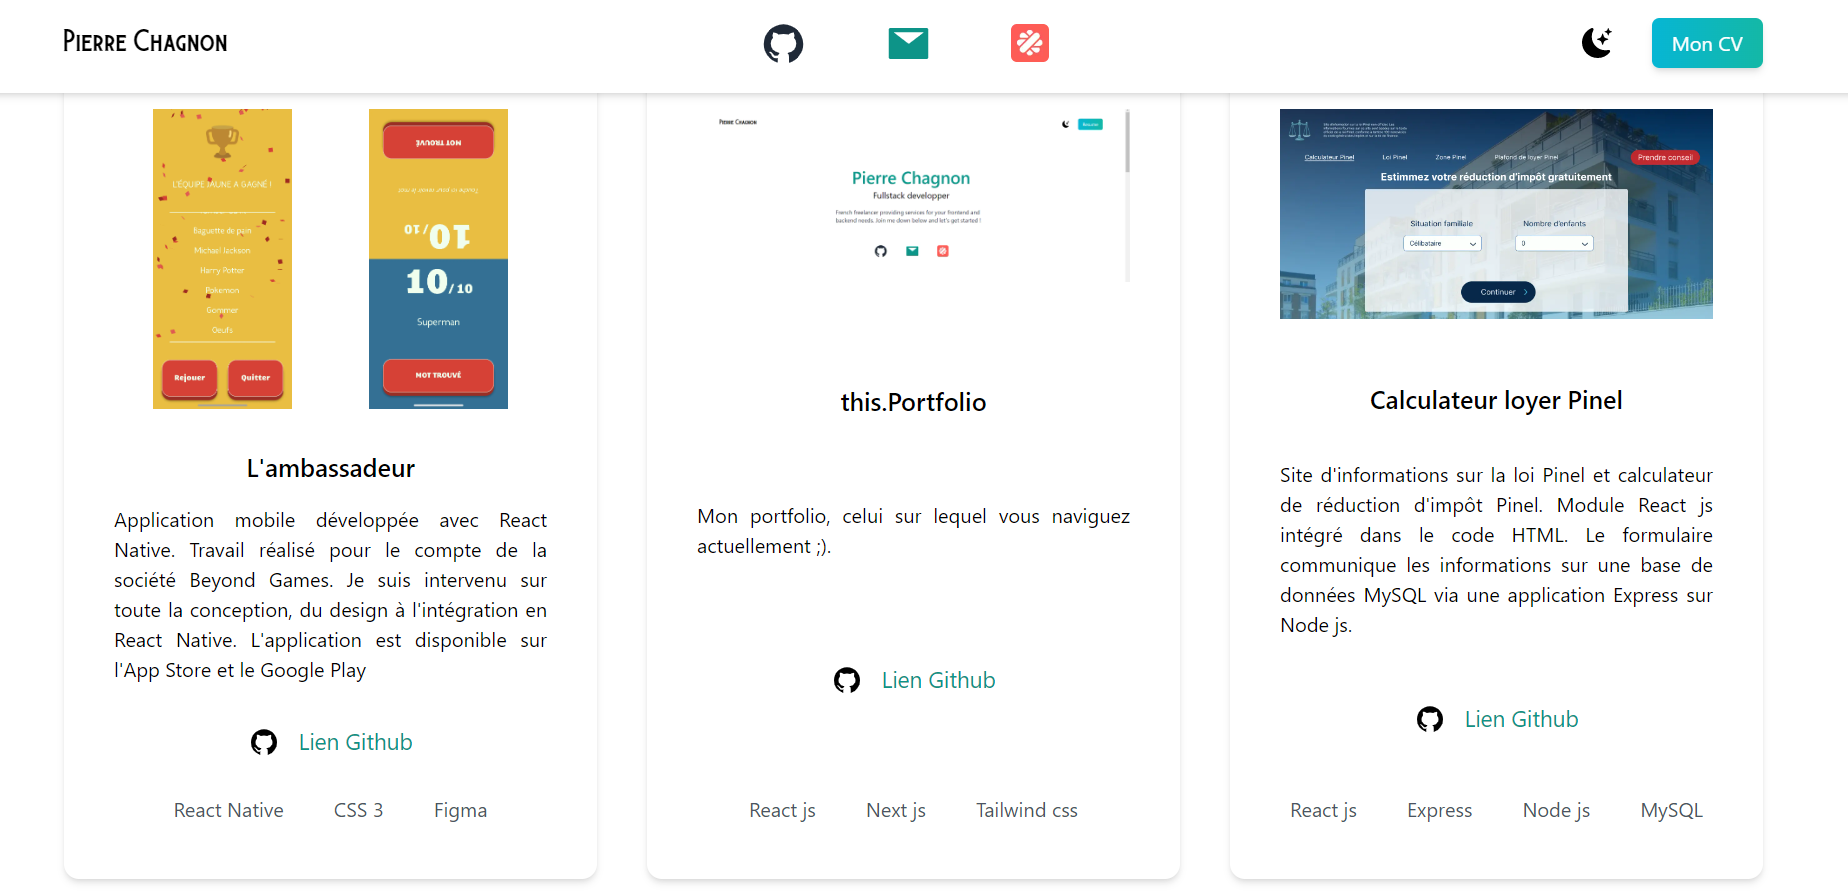 Pierre Chagnon
Mon CV
L'ÉQUIPE JAUNE A GAGNÉ !
Baguette de pain
Michael Jackson
Harry Potter
Pokemon
Gommer
Oeufs
Rejouer
Quitter
MOT TROUVÉ
10/10
10/10
Superman
MOT TROUVÉ
L'ambassadeur
Application mobile développée avec React
Native. Travail réalisé pour le compte de la
société Beyond Games. Je suis intervenu sur
toute la conception, du design à l'intégration en
React Native. L'application est disponible sur
l'App Store et le Google Play
Lien Github
React Native
CSS 3
Figma
Pierre Chagnon
Pierre Chagnon
Fullstack developper
French freelancer providing services for your frontend and
backend needs. Join me down below and let's get started !
this.Portfolio
Mon portfolio, celui sur lequel vous naviguez
actuellement ;).
Lien Github
React js
Next js
Tailwind css
Calculateur Pinel
Loi Pinel
Zone Pinel
Plafond de loyer Pinel
Prendre conseil
Estimmez votre réduction d'impôt gratuitement
Situation familiale
Nombre d'enfants
Célibataire
0
Continuer
Calculateur loyer Pinel
Site d'informations sur la loi Pinel et calculateur
de réduction d'impôt Pinel. Module React js
intégré dans le code HTML. Le formulaire
communique les informations sur une base de
données MySQL via une application Express sur
Node js.
Lien Github
React js
Express
Node js
MySQL